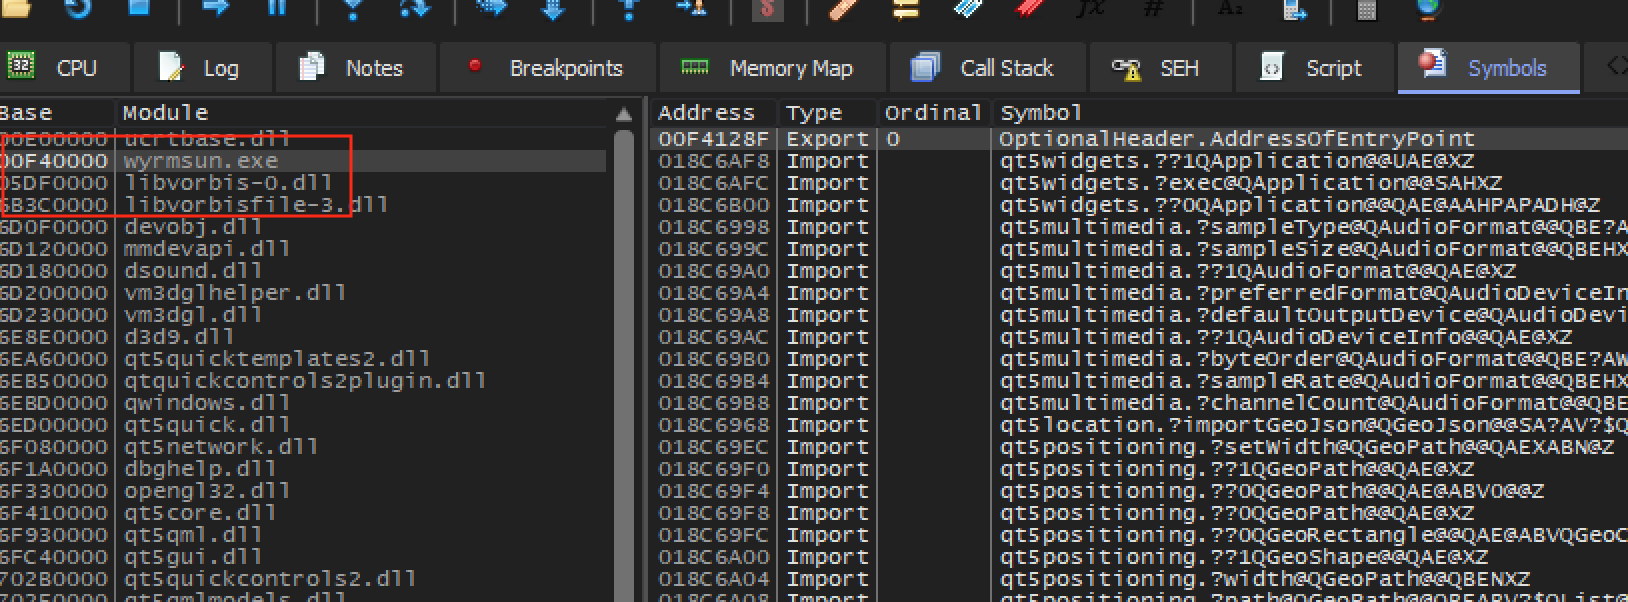 CPU Log Notes Breakpoints Memory Map Call Stack SEH Script Symbols
Base Module Address Type Ordinal Symbol
00E00000 ucrtbase.dll 00F4128F Export 0 OptionalHeader.AddressOfEntryPoint
00F40000 wyrmsun.exe 018C6AF8 Import qt5widgets.??1QApplication@@UAE@XZ
05DF0000 libvorbis-0.dll 018C6AFC Import qt5widgets.?exec@QApplication@@SAHXZ
6B3C0000 libvorbisfile-3.dll 018C6B00 Import qt5widgets.??0QApplication@@QAE@AAHPAPADH@Z
6D0F0000 devobj.dll 018C6998 Import qt5multimedia.?sampleType@QAudioFormat@@QBE?A
6D120000 mmdevapi.dll 018C699C Import qt5multimedia.?sampleSize@QAudioFormat@@QBEHX
6D180000 dsound.dll 018C69A0 Import qt5multimedia.??1QAudioFormat@@QAE@XZ
6D200000 vm3dglhelper.dll 018C69A4 Import qt5multimedia.?preferredFormat@QAudioDeviceIn
6D230000 vm3dgl.dll 018C69A8 Import qt5multimedia.?defaultOutputDevice@QAudioDevi
6E8E0000 d3d9.dll 018C69AC Import qt5multimedia.??1QAudioDeviceInfo@@QAE@XZ
6EA60000 qt5quicktemplates2.dll 018C69B0 Import qt5multimedia.?byteOrder@QAudioFormat@@QBE?AW
6EB50000 qtquickcontrols2plugin.dll 018C69B4 Import qt5multimedia.?sampleRate@QAudioFormat@@QBEHX
6EBD0000 qwindows.dll 018C69B8 Import qt5multimedia.?channelCount@QAudioFormat@@QBE
6ED00000 qt5quick.dll 018C6968 Import qt5location.?importGeoJson@QGeoJson@@SA?AV?$Q
6F080000 qt5network.dll 018C69EC Import qt5positioning.?setWidth@QGeoPath@@QAEXABN@Z
6F1A0000 dbghelp.dll 018C69F0 Import qt5positioning.??1QGeoPath@@QAE@XZ
6F330000 opengl32.dll 018C69F4 Import qt5positioning.??0QGeoPath@@QAE@ABV0@@Z
6F410000 qt5core.dll 018C69F8 Import qt5positioning.??0QGeoPath@@QAE@XZ
6F930000 qt5qml.dll 018C69FC Import qt5positioning.??0QGeoRectangle@@QAE@ABVQGeoC
6FC40000 qt5gui.dll 018C6A00 Import qt5positioning.??1QGeoShape@@QAE@XZ
702B0000 qt5quickcontrols2.dll 018C6A04 Import qt5positioning.?width@QGeoPath@@QBENXZ
qt5qmlmodels.dll 018C6A08 Import qt5positioning.?path@QGeoPath@@QBEABV?$QList@